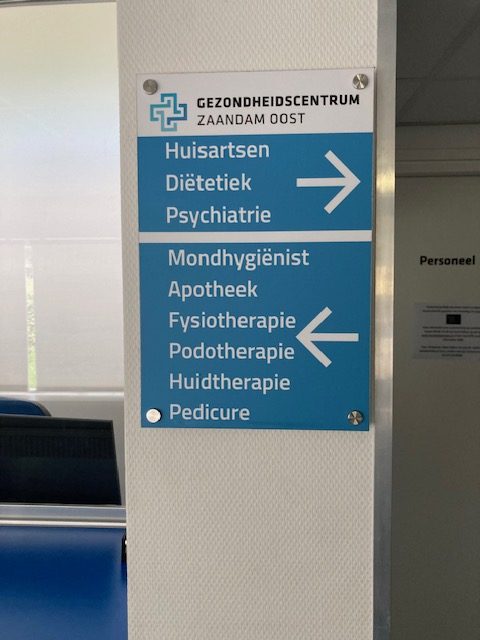 GEZONDHEIDSCENTRUM
ZAANDAM OOST
Huisartsen
Diëtetiek
Psychiatrie
Mondhygiënist
Apotheek
Fysiotherapie
Podotherapie
Huidtherapie
Pedicure
Personeel